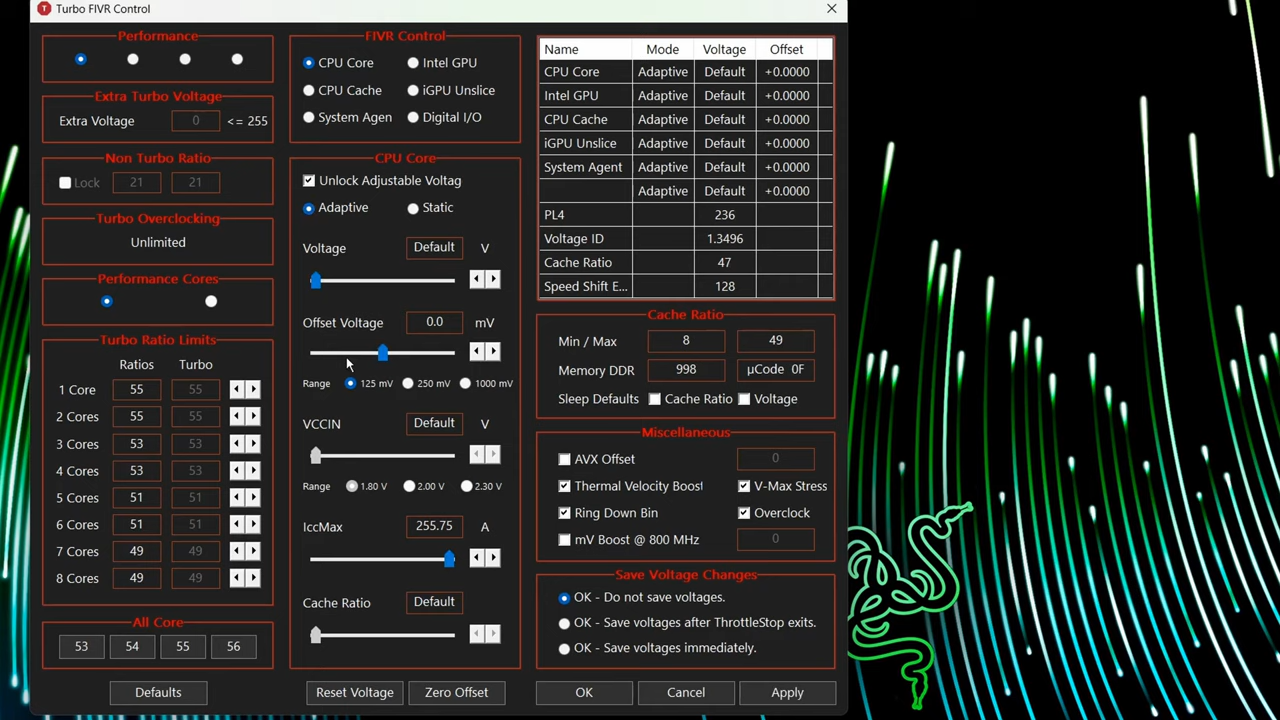 Turbo FIVR Control
Performance
Extra Turbo Voltage
Extra Voltage 0 <= 255
Non Turbo Ratio
Lock 21 21
Turbo Overclocking
Unlimited
Performance Cores
Turbo Ratio Limits
Ratios Turbo
1 Core 55 55
2 Cores 55 55
3 Cores 53 53
4 Cores 53 53
5 Cores 51 51
6 Cores 51 51
7 Cores 49 49
8 Cores 49 49
All Core
53 54 55 56
Defaults
FIVR Control
CPU Core Intel GPU
CPU Cache iGPU Unslice
System Agen Digital I/O
CPU Core
Unlock Adjustable Voltag
Adaptive Static
Voltage Default V
Offset Voltage 0.0 mV
Range 125 mV 250 mV 1000 mV
VCCIN Default V
Range 1.80 V 2.00 V 2.30 V
IccMax 255.75 A
Cache Ratio Default
Reset Voltage Zero Offset
Name Mode Voltage Offset
CPU Core Adaptive Default +0.0000
Intel GPU Adaptive Default +0.0000
CPU Cache Adaptive Default +0.0000
iGPU Unslice Adaptive Default +0.0000
System Agent Adaptive Default +0.0000
Adaptive Default +0.0000
PL4 236
Voltage ID 1.3496
Cache Ratio 47
Speed Shift E... 128
Cache Ratio
Min / Max 8 49
Memory DDR 998 µCode 0F
Sleep Defaults Cache Ratio Voltage
Miscellaneous
AVX Offset 0
Thermal Velocity Boost V-Max Stress
Ring Down Bin Overclock
mV Boost @ 800 MHz 0
Save Voltage Changes
OK - Do not save voltages.
OK - Save voltages after ThrottleStop exits.
OK - Save voltages immediately.
OK Cancel Apply